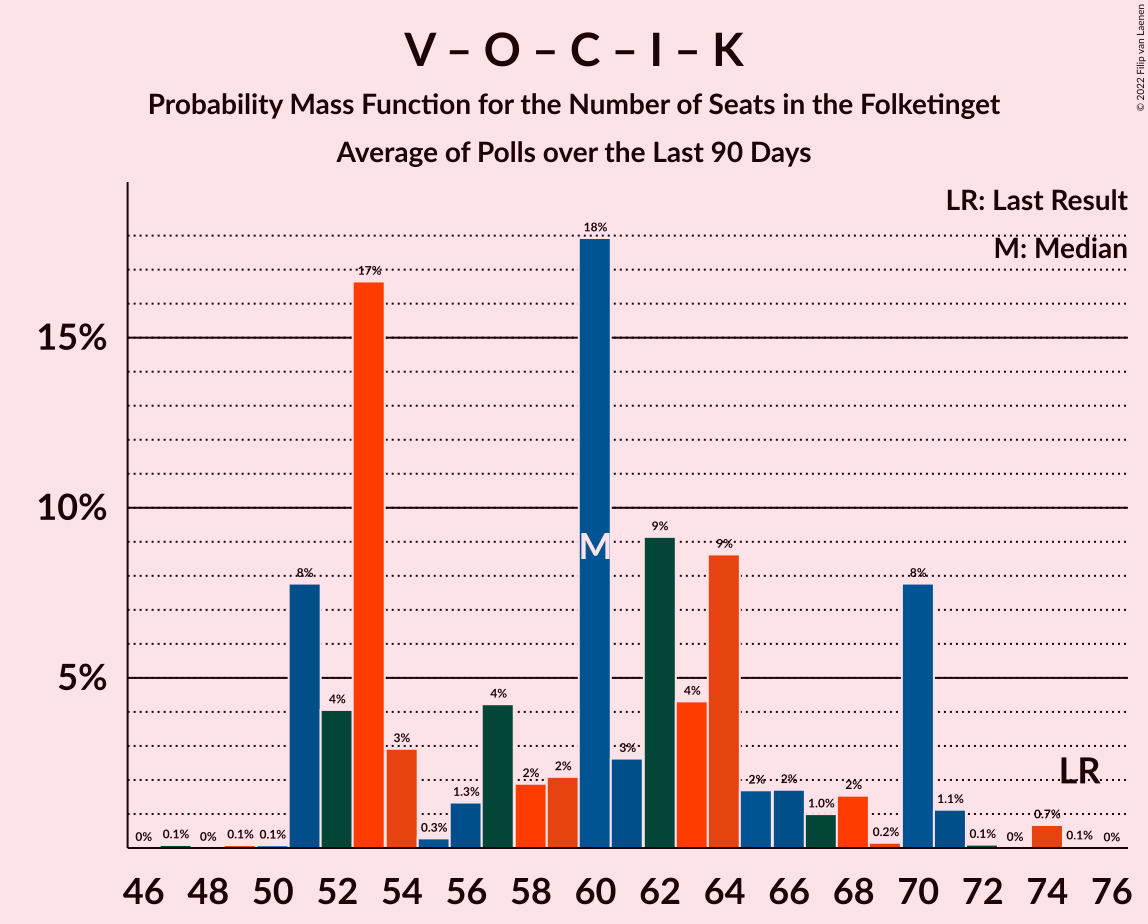 V – O – C – I – K
Probability Mass Function for the Number of Seats in the Folketinget
Average of Polls over the Last 90 Days
© 2022 Filip van Laenen
LR: Last Result
M: Median
15%
10%
5%
0% 0.1% 0% 0.1% 0.1% 8% 4% 17% 3% 0.3% 1.3% 4% 2% 2% 18% 3% 9% 4% 9% 2% 2% 1.0% 2% 0.2% 8% 1.1% 0.1% 0% 0.7% 0.1% 0%
M
LR
46 48 50 52 54 56 58 60 62 64 66 68 70 72 74 76